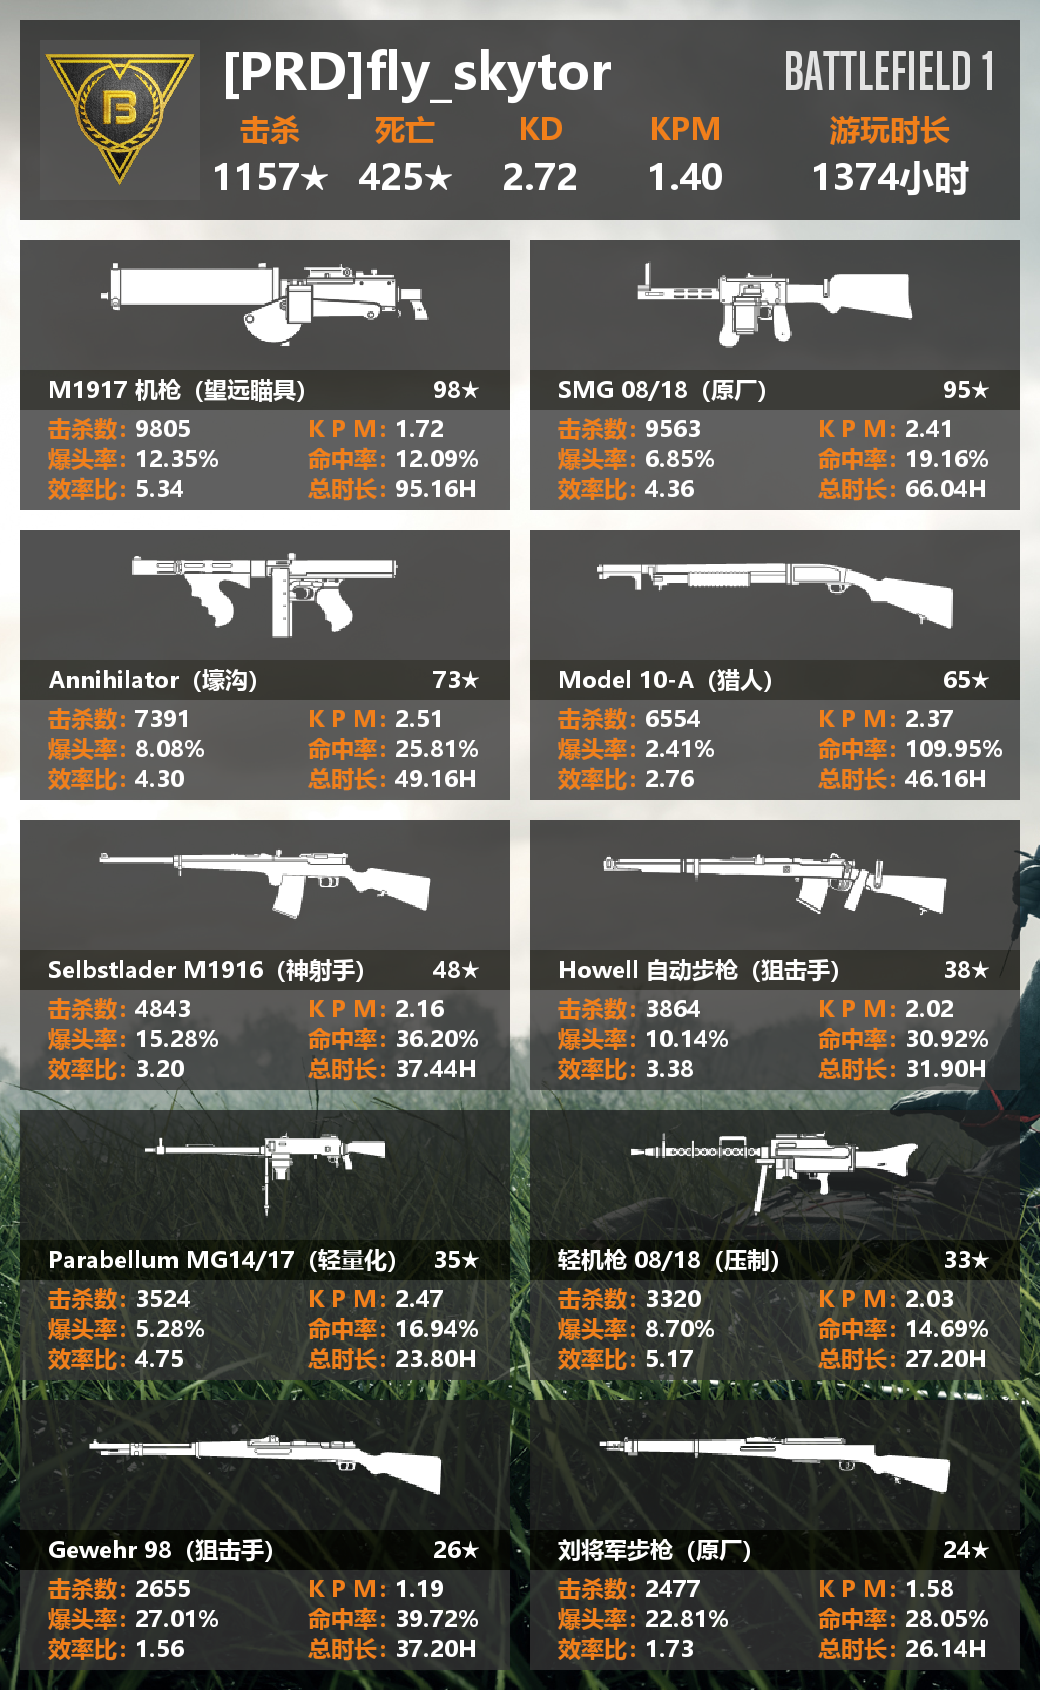 [PRD]fly_skytor
BATTLEFIELD 1
击杀 死亡 KD KPM 游玩时长
1157★ 425★ 2.72 1.40 1374小时
M1917 机枪（望远瞄具） 98★
击杀数：9805 K P M：1.72
爆头率：12.35% 命中率：12.09%
效率比：5.34 总时长：95.16H
SMG 08/18（原厂） 95★
击杀数：9563 K P M：2.41
爆头率：6.85% 命中率：19.16%
效率比：4.36 总时长：66.04H
Annihilator（壕沟） 73★
击杀数：7391 K P M：2.51
爆头率：8.08% 命中率：25.81%
效率比：4.30 总时长：49.16H
Model 10-A（猎人） 65★
击杀数：6554 K P M：2.37
爆头率：2.41% 命中率：109.95%
效率比：2.76 总时长：46.16H
Selbstlader M1916（神射手） 48★
击杀数：4843 K P M：2.16
爆头率：15.28% 命中率：36.20%
效率比：3.20 总时长：37.44H
Howell 自动步枪（狙击手） 38★
击杀数：3864 K P M：2.02
爆头率：10.14% 命中率：30.92%
效率比：3.38 总时长：31.90H
Parabellum MG14/17（轻量化） 35★
击杀数：3524 K P M：2.47
爆头率：5.28% 命中率：16.94%
效率比：4.75 总时长：23.80H
轻机枪 08/18（压制） 33★
击杀数：3320 K P M：2.03
爆头率：8.70% 命中率：14.69%
效率比：5.17 总时长：27.20H
Gewehr 98（狙击手） 26★
击杀数：2655 K P M：1.19
爆头率：27.01% 命中率：39.72%
效率比：1.56 总时长：37.20H
刘将军步枪（原厂） 24★
击杀数：2477 K P M：1.58
爆头率：22.81% 命中率：28.05%
效率比：1.73 总时长：26.14H